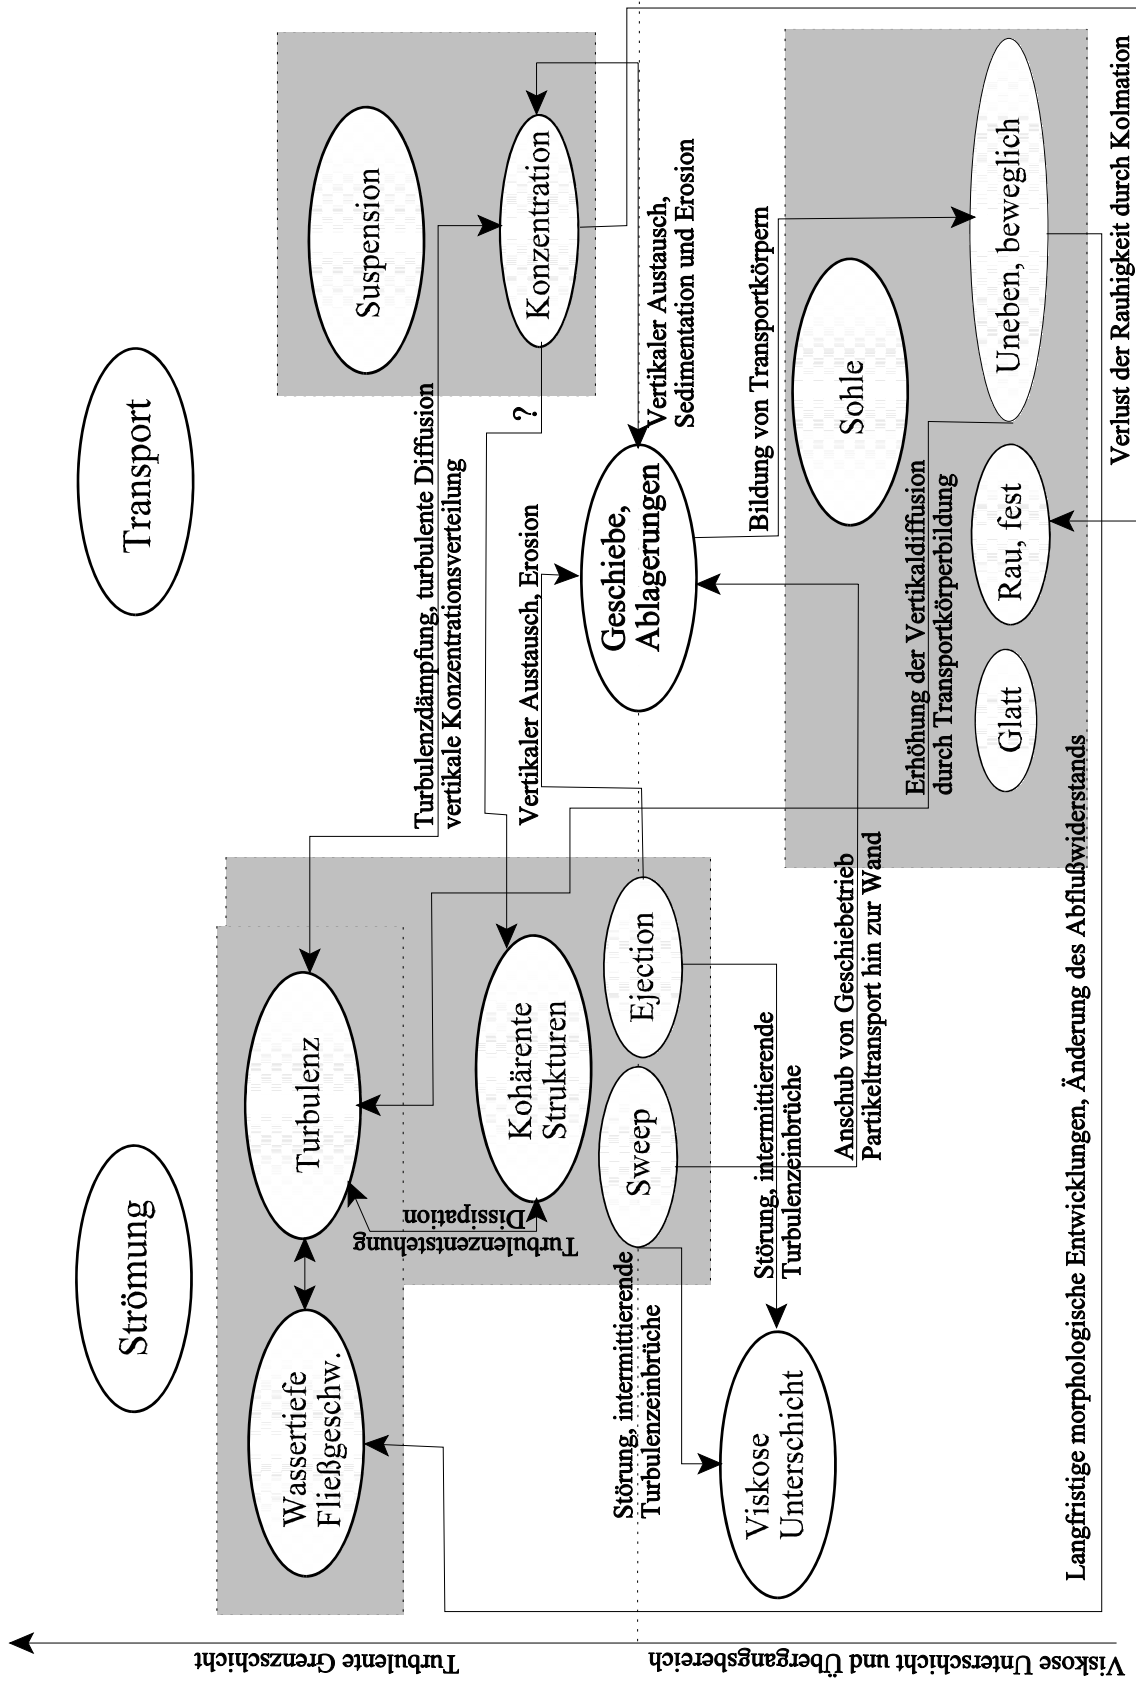 Strömung
Transport
Wassertiefe
Fließgeschw.
Turbulenz
Turbulenzentstehung
Dissipation
Kohärente
Strukturen
Sweep
Ejection
Suspension
Konzentration
Turbulenzdämpfung, turbulente Diffusion
vertikale Konzentrationsverteilung
?
Vertikaler Austausch, Erosion
Geschiebe,
Ablagerungen
Vertikaler Austausch,
Sedimentation und Erosion
Störung, intermittierende
Turbulenzeinbrüche
Störung, intermittierende
Turbulenzeinbrüche
Viskose
Unterschicht
Anschub von Geschiebetrieb
Partikeltransport hin zur Wand
Bildung von Transportkörpern
Sohle
Erhöhung der Vertikaldiffusion
durch Transportkörperbildung
Glatt
Rau, fest
Uneben, beweglich
Langfristige morphologische Entwicklungen, Änderung des Abflußwiderstands
Verlust der Rauhigkeit durch Kolmation
Turbulente Grenzschicht
Viskose Unterschicht und Übergangsbereich